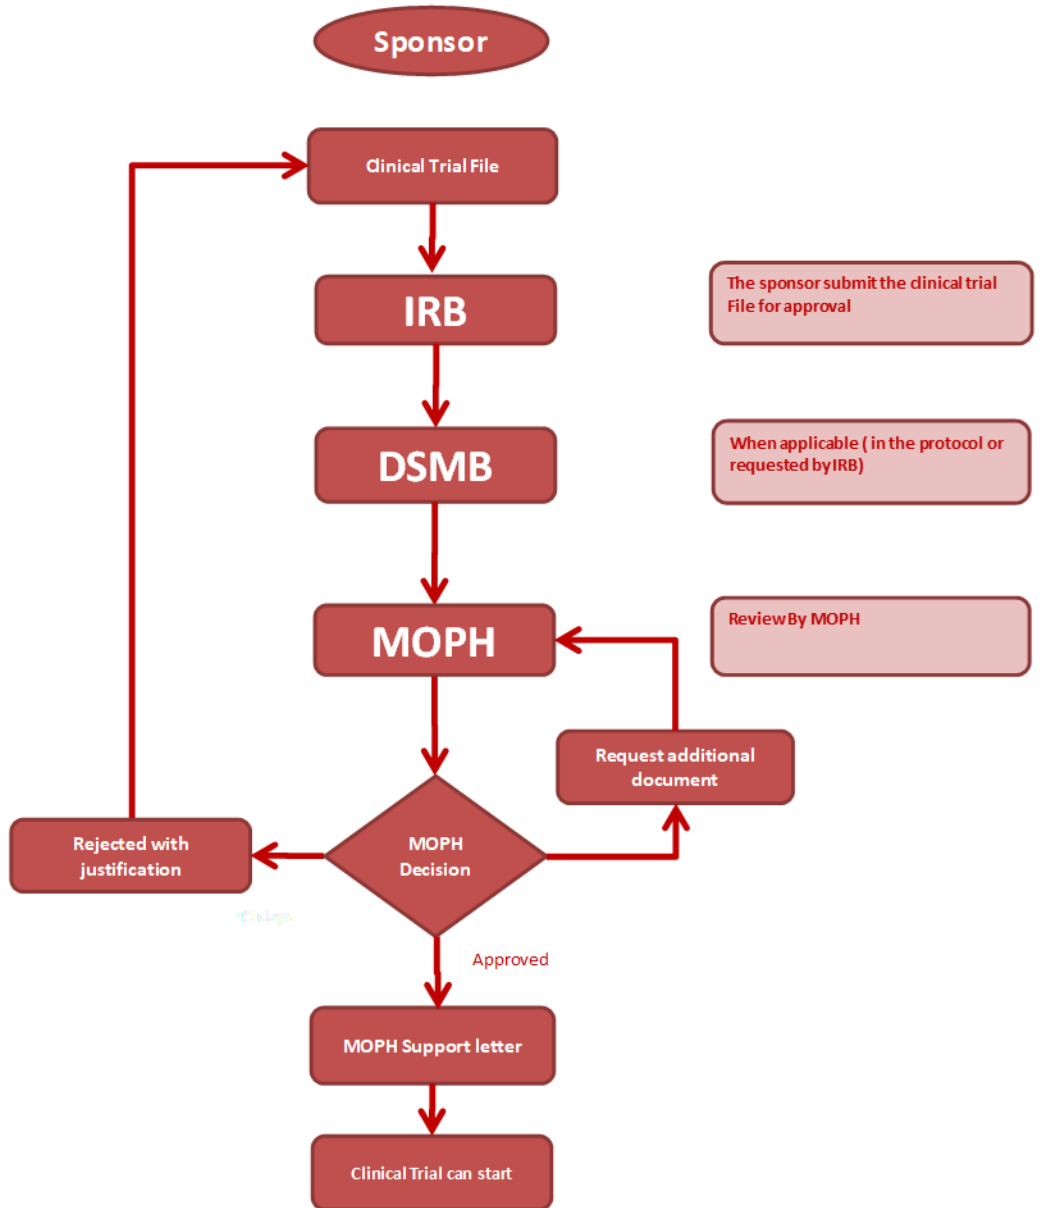 Sponsor
Clinical Trial File
IRB
The sponsor submit the clinical trial
File for approval
DSMB
When applicable ( in the protocol or
requested by IRB)
MOPH
Review By MOPH
Request additional
document
Rejected with
justification
MOPH
Decision
Approved
MOPH Support letter
Clinical Trial can start